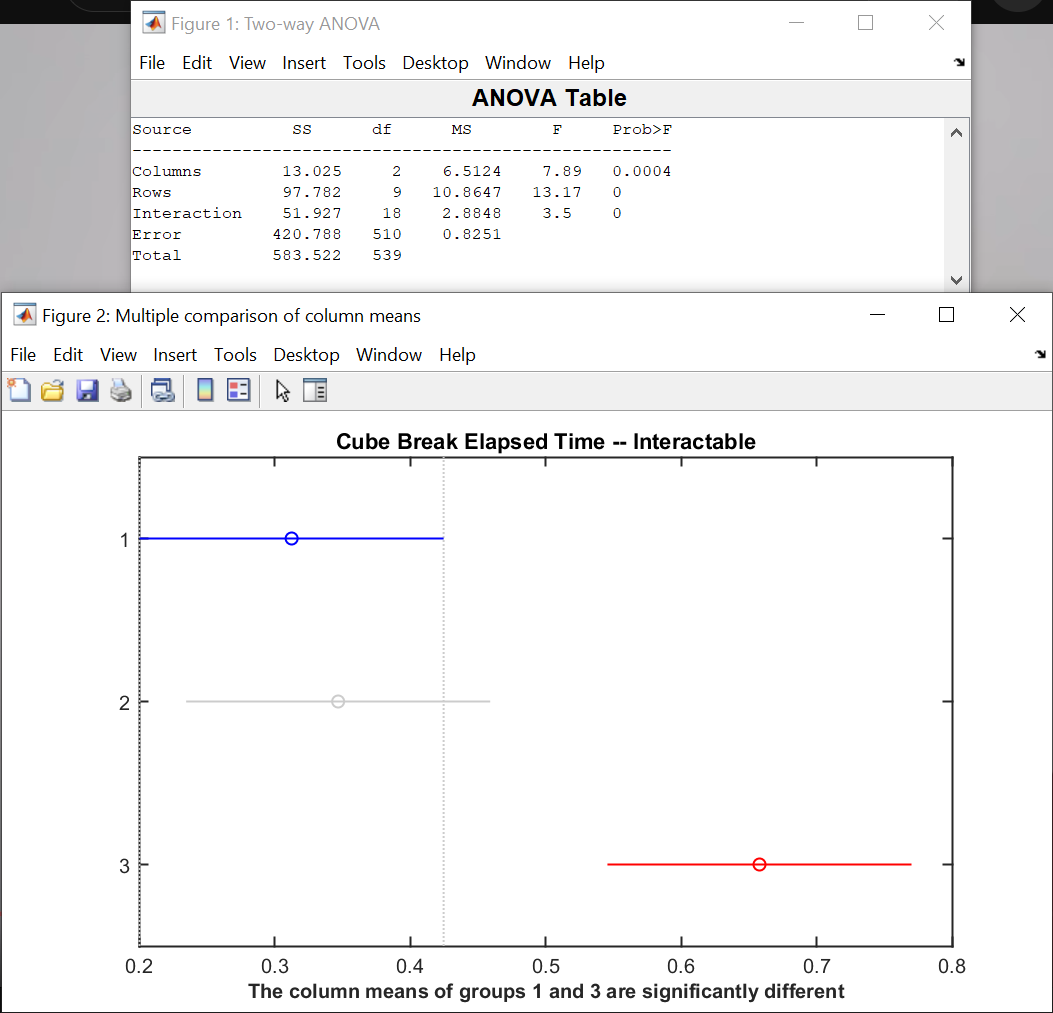 Figure 1: Two-way ANOVA
File Edit View Insert Tools Desktop Window Help
ANOVA Table
Source SS df MS F Prob>F
------------------------------------------------------
Columns 13.025 2 6.5124 7.89 0.0004
Rows 97.782 9 10.8647 13.17 0
Interaction 51.927 18 2.8848 3.5 0
Error 420.788 510 0.8251
Total 583.522 539
Figure 2: Multiple comparison of column means
File Edit View Insert Tools Desktop Window Help
Cube Break Elapsed Time -- Interactable
1
2
3
0.2 0.3 0.4 0.5 0.6 0.7 0.8
The column means of groups 1 and 3 are significantly different